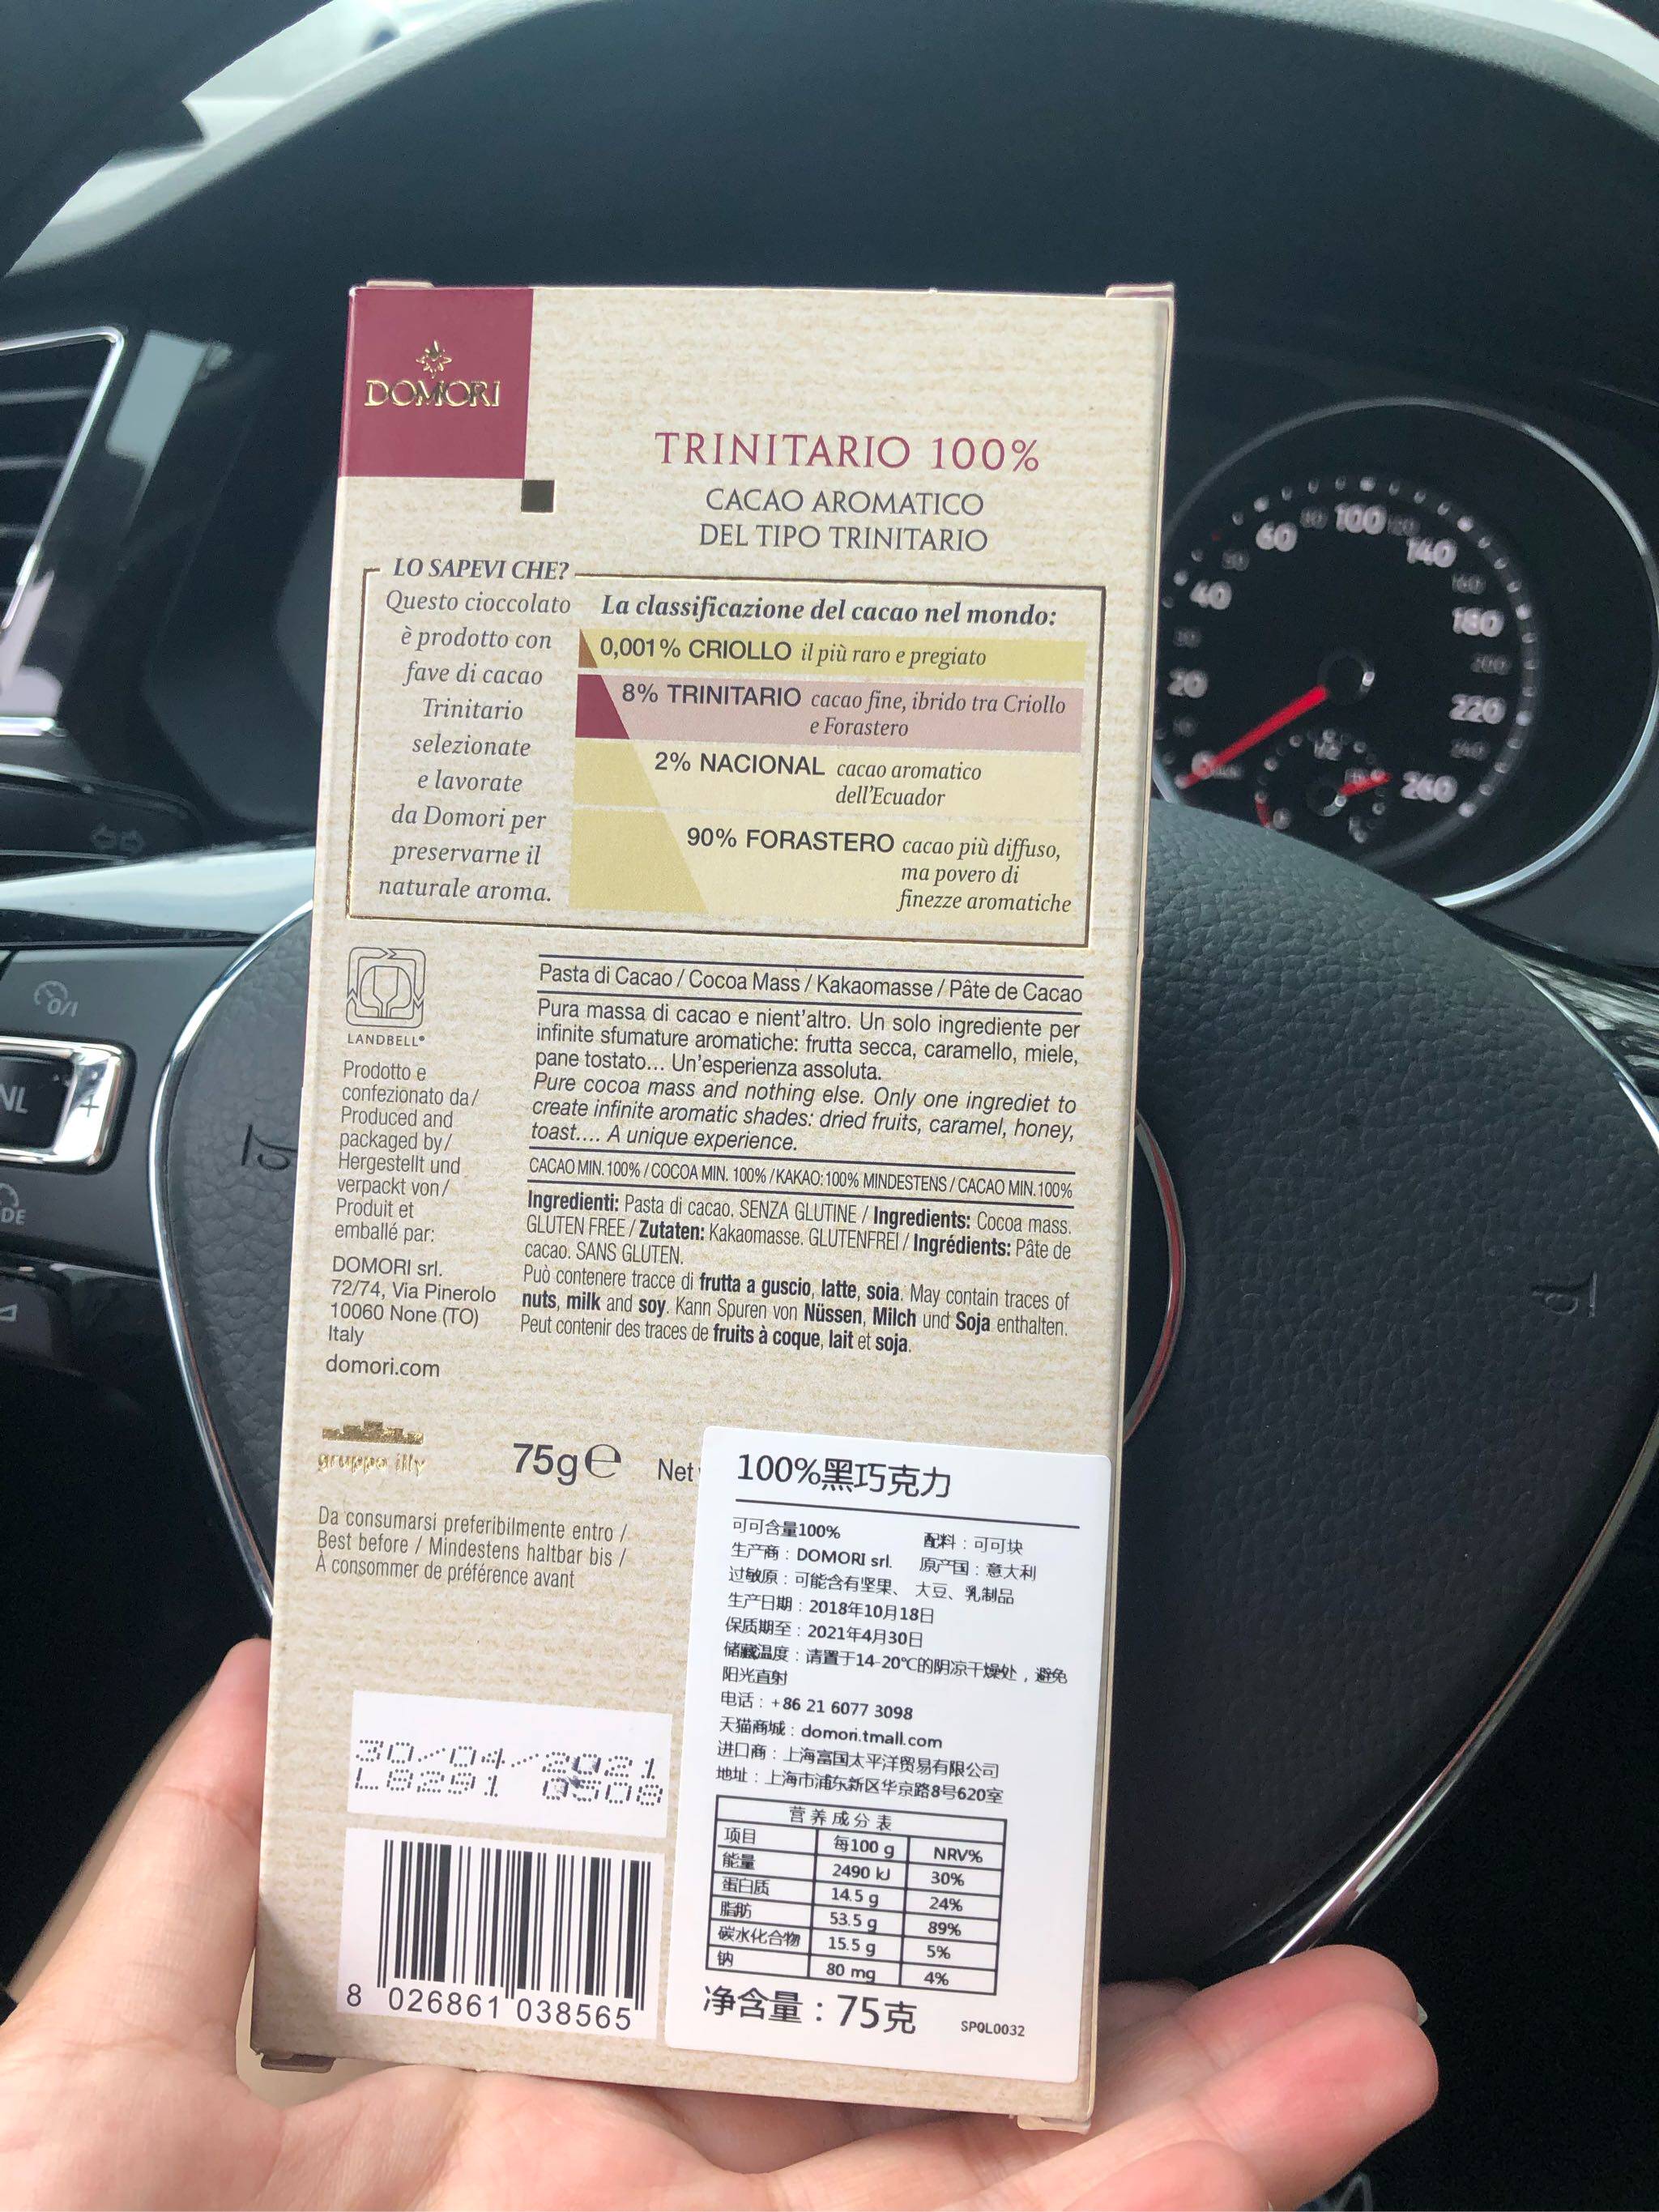 DOMORI
TRINITARIO 100%
CACAO AROMATICO
DEL TIPO TRINITARIO
LO SAPEVI CHE?
Questo cioccolato
è prodotto con
fave di cacao
Trinitario
selezionate
e lavorate
da Domori per
preservarne il
naturale aroma.
La classificazione del cacao nel mondo:
0,001% CRIOLLO il più raro e pregiato
8% TRINITARIO cacao fine, ibrido tra Criollo
e Forastero
2% NACIONAL cacao aromatico
dell'Ecuador
90% FORASTERO cacao più diffuso,
ma povero di
finezze aromatiche
LANDBELL®
Prodotto e
confezionato da/
Produced and
packaged by/
Hergestellt und
verpackt von/
Produit et
emballé par:
DOMORI srl.
72/74, Via Pinerolo
10060 None (TO)
Italy
domori.com
gruppo illy
Pasta di Cacao / Cocoa Mass / Kakaomasse / Pâte de Cacao
Pura massa di cacao e nient'altro. Un solo ingrediente per
infinite sfumature aromatiche: frutta secca, caramello, miele,
pane tostato... Un'esperienza assoluta.
Pure cocoa mass and nothing else. Only one ingrediet to
create infinite aromatic shades: dried fruits, caramel, honey,
toast.... A unique experience.
CACAO MIN. 100% / COCOA MIN. 100% / KAKAO: 100% MINDESTENS / CACAO MIN. 100%
Ingredienti: Pasta di cacao. SENZA GLUTINE / Ingredients: Cocoa mass.
GLUTEN FREE / Zutaten: Kakaomasse. GLUTENFREI / Ingrédients: Pâte de
cacao. SANS GLUTEN.
Può contenere tracce di frutta a guscio, latte, soia. May contain traces of
nuts, milk and soy. Kann Spuren von Nüssen, Milch und Soja enthalten.
Peut contenir des traces de fruits à coque, lait et soja.
75g e Net
Da consumarsi preferibilmente entro /
Best before / Mindestens haltbar bis /
À consommer de préférence avant
30/04/2021
L8291 0508
8 026861 038565
100%黑巧克力
可可含量100% 配料：可可块
生产商：DOMORI srl. 原产国：意大利
过敏原：可能含有坚果、大豆、乳制品
生产日期：2018年10月18日
保质期至：2021年4月30日
储藏温度：请置于14-20℃的阴凉干燥处，避免
阳光直射
电话：+86 21 6077 3098
天猫商城：domori.tmall.com
进口商：上海富国太平洋贸易有限公司
地址：上海市浦东新区华京路8号620室
营养成分表
项目 每100 g NRV%
能量 2490 kJ 30%
蛋白质 14.5 g 24%
脂肪 53.5 g 89%
碳水化合物 15.5 g 5%
钠 80 mg 4%
净含量：75克
SPQL0032
20
40
60
100
140
180
220
260
0/1
NL
+
DE